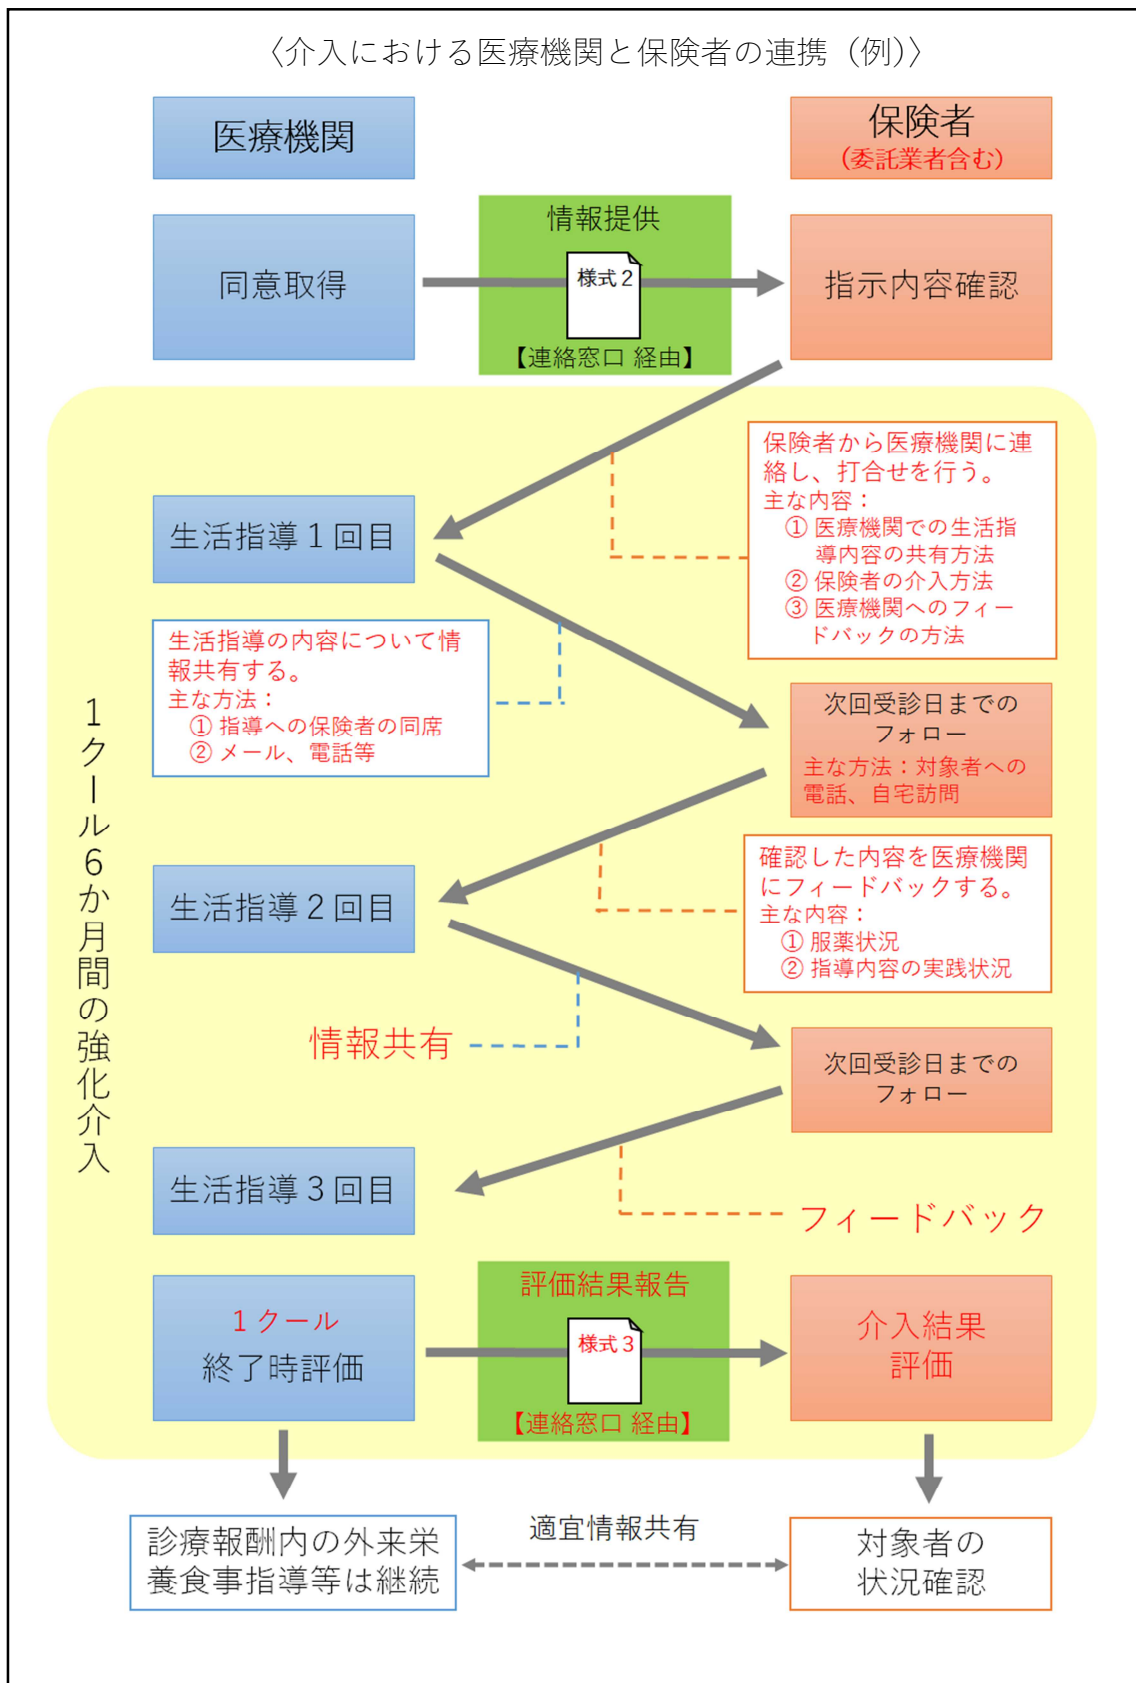 〈介入における医療機関と保険者の連携（例）〉
医療機関
保険者
（委託業者含む）
同意取得
情報提供
様式２
【連絡窓口 経由】
指示内容確認
保険者から医療機関に連
絡し、打合せを行う。
主な内容：
① 医療機関での生活指
導内容の共有方法
② 保険者の介入方法
③ 医療機関へのフィー
ドバックの方法
生活指導１回目
生活指導の内容について情
報共有する。
主な方法：
① 指導への保険者の同席
② メール、電話等
次回受診日までの
フォロー
主な方法：対象者への
電話、自宅訪問
１クール６か月間の強化介入
確認した内容を医療機関
にフィードバックする。
主な内容：
① 服薬状況
② 指導内容の実践状況
生活指導２回目
情報共有
次回受診日までの
フォロー
生活指導３回目
フィードバック
１クール
終了時評価
評価結果報告
様式３
【連絡窓口 経由】
介入結果
評価
診療報酬内の外来栄
養食事指導等は継続
適宜情報共有
対象者の
状況確認